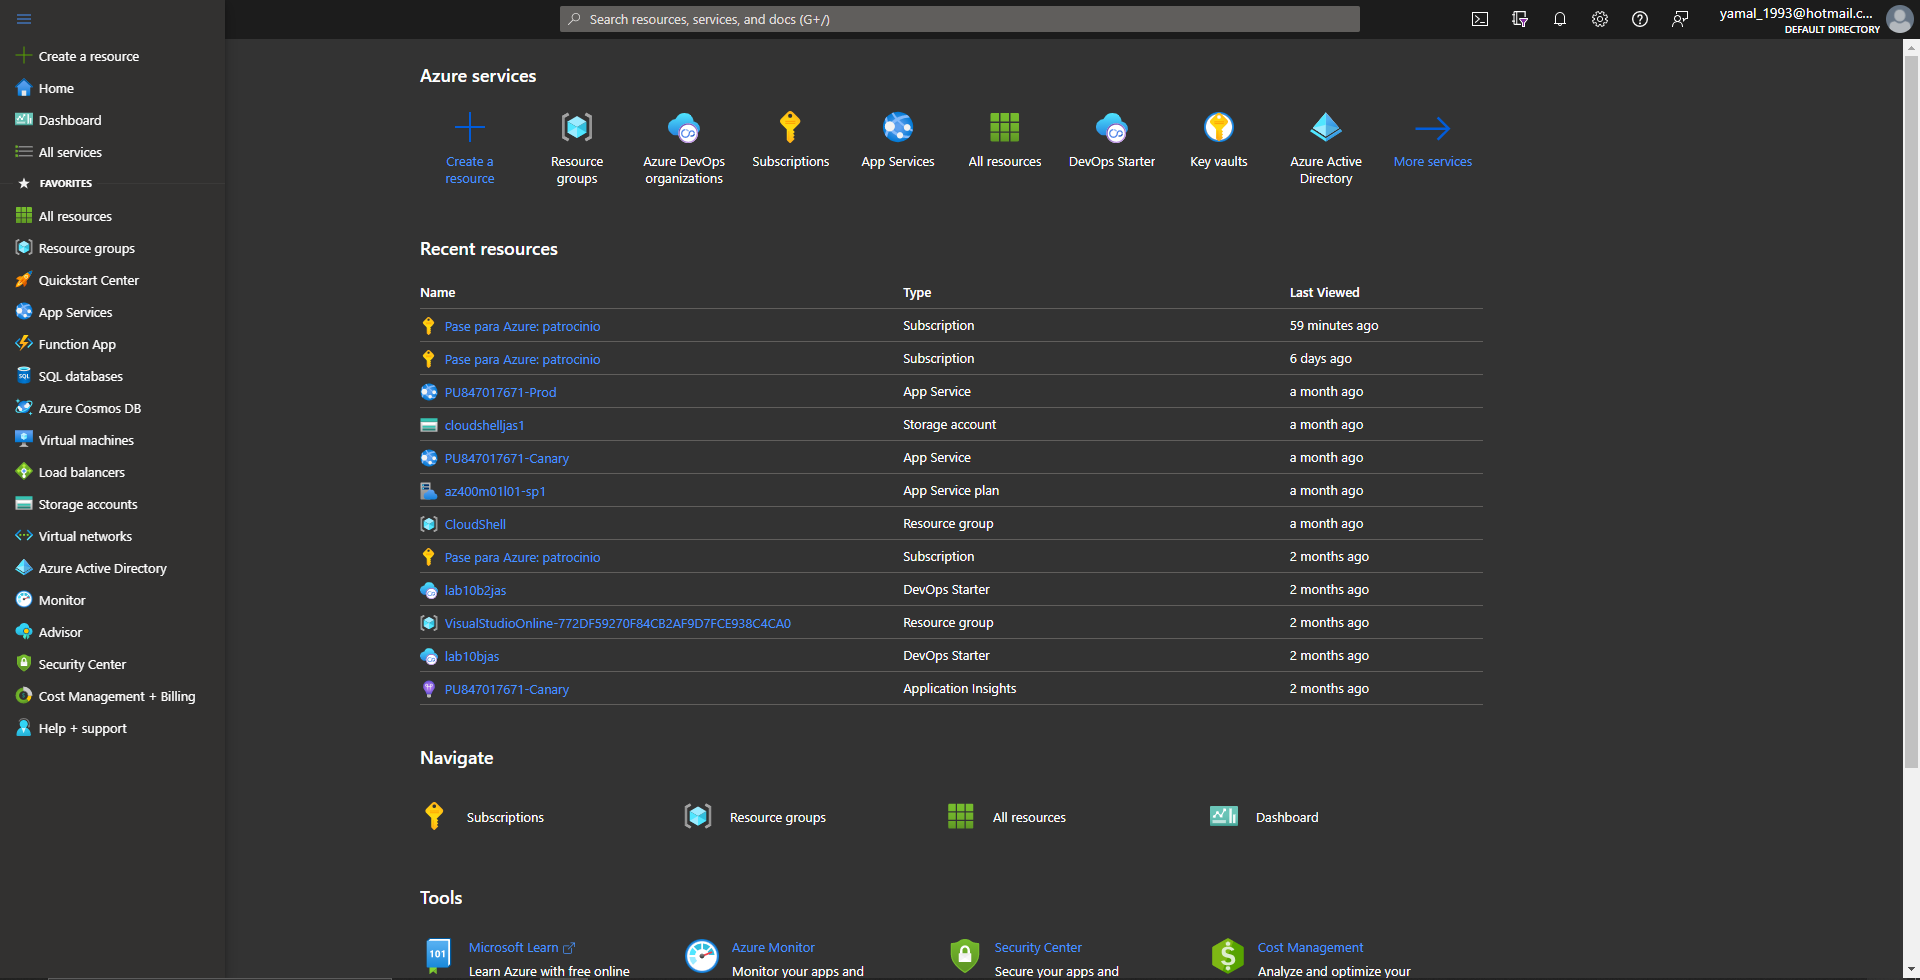 Search resources, services, and docs (G+/)
yamal_1993@hotmail.c...
DEFAULT DIRECTORY
Create a resource
Home
Dashboard
All services
FAVORITES
All resources
Resource groups
Quickstart Center
App Services
Function App
SQL databases
Azure Cosmos DB
Virtual machines
Load balancers
Storage accounts
Virtual networks
Azure Active Directory
Monitor
Advisor
Security Center
Cost Management + Billing
Help + support
Azure services
Create a resource
Resource groups
Azure DevOps organizations
Subscriptions
App Services
All resources
DevOps Starter
Key vaults
Azure Active Directory
More services
Recent resources
Name Type Last Viewed
Pase para Azure: patrocinio Subscription 59 minutes ago
Pase para Azure: patrocinio Subscription 6 days ago
PU847017671-Prod App Service a month ago
cloudshelljas1 Storage account a month ago
PU847017671-Canary App Service a month ago
az400m01l01-sp1 App Service plan a month ago
CloudShell Resource group a month ago
Pase para Azure: patrocinio Subscription 2 months ago
lab10b2jas DevOps Starter 2 months ago
VisualStudioOnline-772DF59270F84CB2AF9D7FCE938C4CA0 Resource group 2 months ago
lab10bjas DevOps Starter 2 months ago
PU847017671-Canary Application Insights 2 months ago
Navigate
Subscriptions
Resource groups
All resources
Dashboard
Tools
101
Microsoft Learn
Learn Azure with free online
Azure Monitor
Monitor your apps and
Security Center
Secure your apps and
Cost Management
Analyze and optimize your